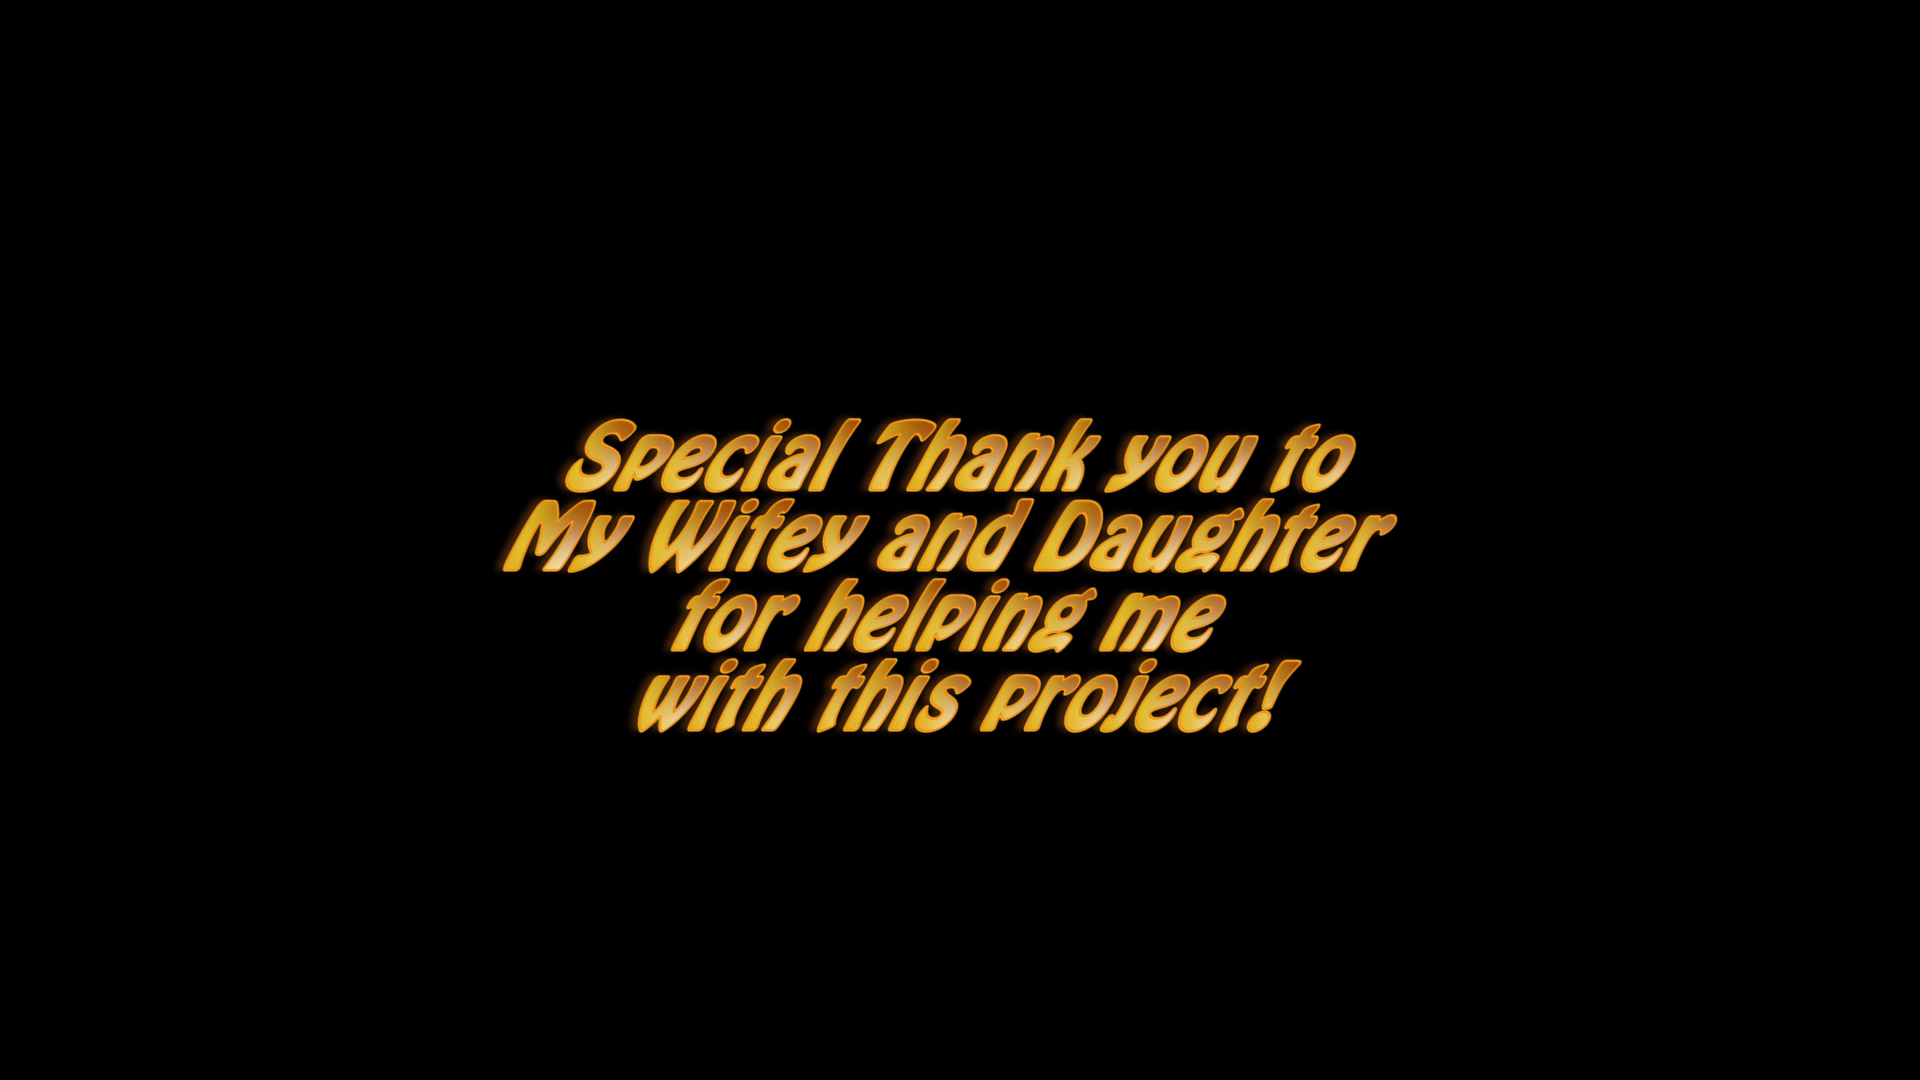 Special Thank you to
My Wifey and Daughter
for helping me
with this project!